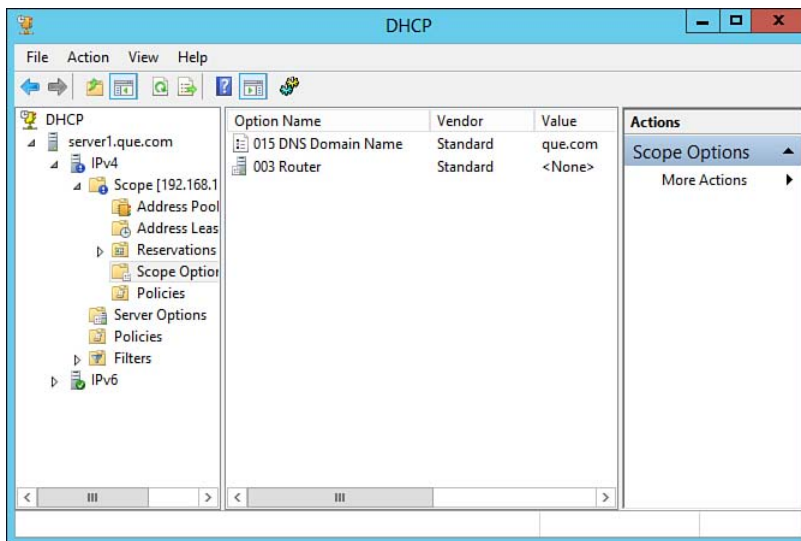 DHCP
File Action View Help
DHCP
server1.que.com
IPv4
Scope [192.168.1
Address Pool
Address Leas
Reservations
Scope Option
Policies
Server Options
Policies
Filters
IPv6
Option Name Vendor Value
015 DNS Domain Name Standard que.com
003 Router Standard <None>
Actions
Scope Options
More Actions